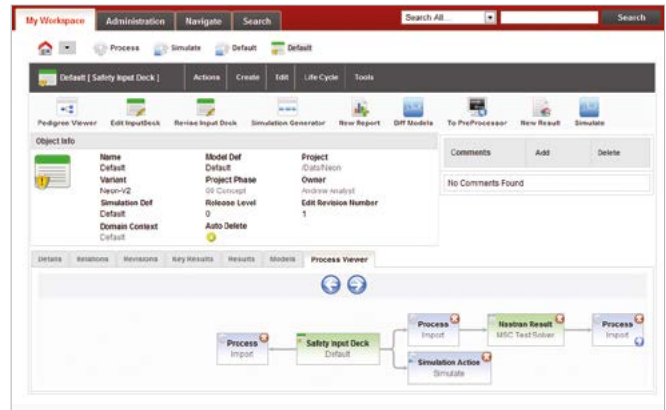 My Workspace Administration Navigate Search Search All... Search
Process Simulate Default Default
Default [ Safety Input Deck ] Actions Create Edit Life Cycle Tools
Pedigree Viewer Edit InputDeck Revise Input Deck Simulation Generator New Report Diff Models To PreProcessor New Result Simulate
Object Info
Comments Add Delete
No Comments Found
Name Model Def Project
Default Default /Data/Neon
Variant Project Phase Owner
Neon-V2 00 Concept Andrew Analyst
Simulation Def Release Level Edit Revision Number
Default 0 1
Domain Context Auto Delete
Default
Details Relations Revisions Key Results Results Models Process Viewer
Process
Import
Safety Input Deck
Default
Process
Import
Nastran Result
MSC Test Solver
Process
Import
Simulation Action
Simulate